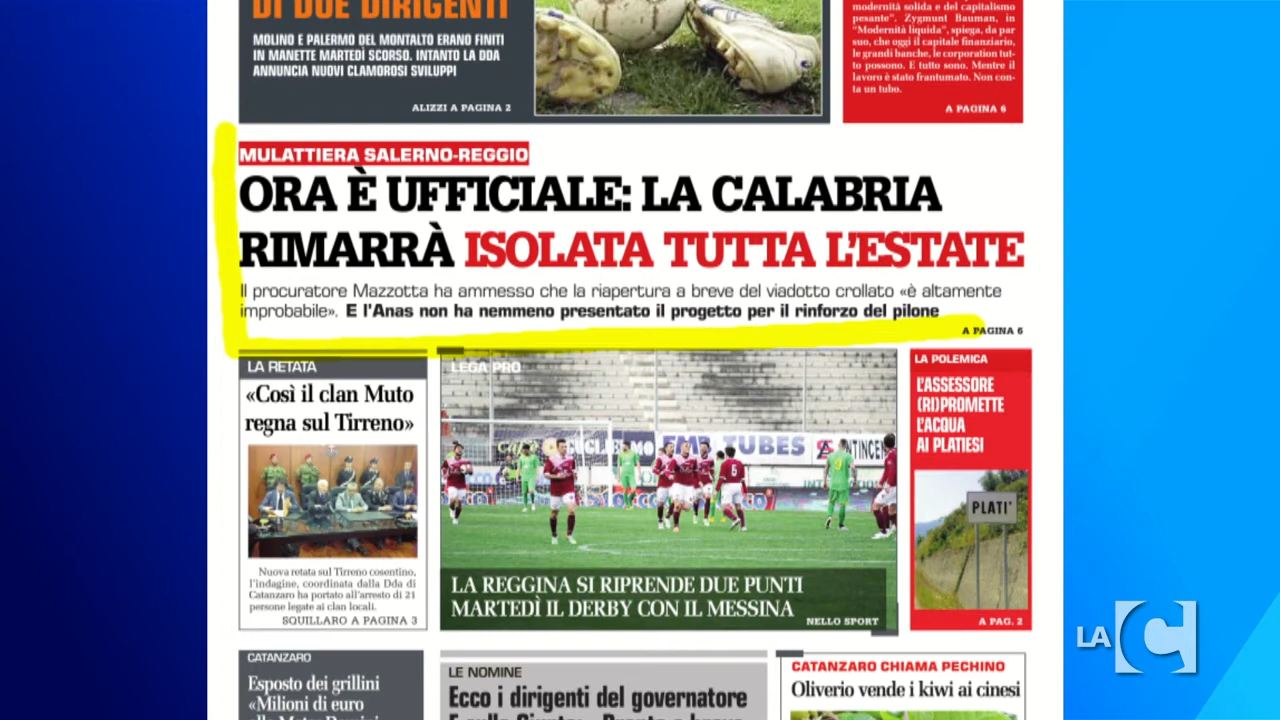 DI DUE DIRIGENTI
MOLINO E PALERMO DEL MONTALTO ERANO FINITI
IN MANETTE MARTEDÌ SCORSO. INTANTO LA DDA
ANNUNCIA NUOVI CLAMOROSI SVILUPPI
ALIZZI A PAGINA 2
modernità solida e del capitalismo
pesante". Zygmunt Bauman, in
"Modernità liquida", spiega, da par
suo, che oggi il capitale finanziario,
le grandi banche, le corporation tut-
to possono. E tutto sono. Mentre il
lavoro è stato frantumato. Non con-
ta un tubo.
A PAGINA 6
MULATTIERA SALERNO-REGGIO
ORA È UFFICIALE: LA CALABRIA
RIMARRÀ ISOLATA TUTTA L'ESTATE
Il procuratore Mazzotta ha ammesso che la riapertura a breve del viadotto crollato «è altamente
improbabile». E l'Anas non ha nemmeno presentato il progetto per il rinforzo del pilone
A PAGINA 6
LA RETATA
«Così il clan Muto
regna sul Tirreno»
Nuova retata sul Tirreno cosentino,
l'indagine, coordinata dalla Dda di
Catanzaro ha portato all'arresto di 21
persone legate ai clan locali.
SQUILLARO A PAGINA 3
LEGA PRO
TUBES
5
9
LA REGGINA SI RIPRENDE DUE PUNTI
MARTEDÌ IL DERBY CON IL MESSINA
NELLO SPORT
LA POLEMICA
L'ASSESSORE
(RI)PROMETTE
L'ACQUA
AI PLATIESI
PLATI'
A PAG. 2
CATANZARO
Esposto dei grillini
«Milioni di euro
LE NOMINE
Ecco i dirigenti del governatore
CATANZARO CHIAMA PECHINO
Oliverio vende i kiwi ai cinesi
LA C